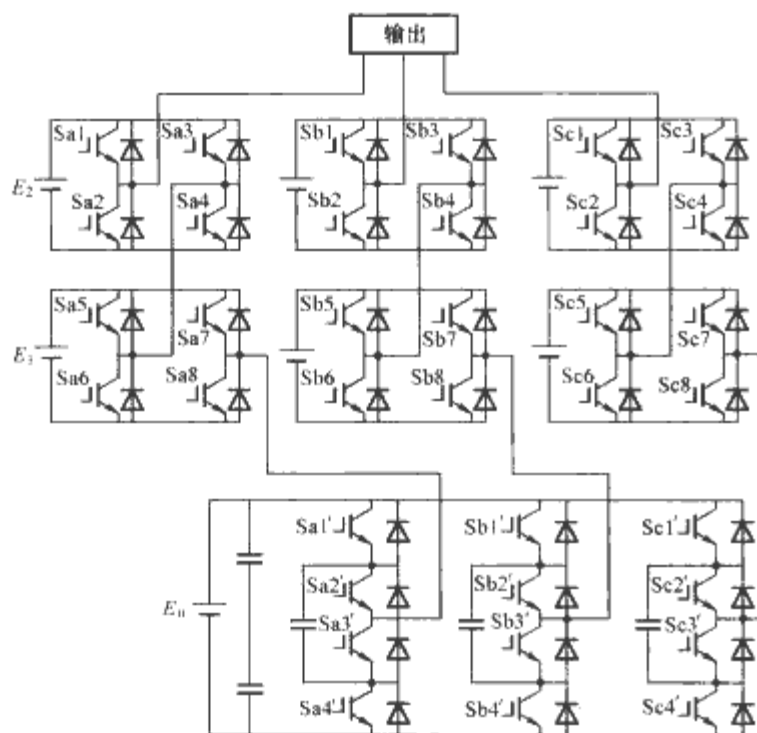 输出
Sa1 Sa3 Sb1 Sb3 Sc1 Sc3
E2 Sa2 Sa4 Sb2 Sb4 Sc2 Sc4
Sa5 Sa7 Sb5 Sb7 Sc5 Sc7
E3 Sa6 Sa8 Sb6 Sb8 Sc6 Sc8
Sa1′ Sb1′ Sc1′
Sa2′ Sb2′ Sc2′
E0 Sa3′ Sb3′ Sc3′
Sa4′ Sb4′ Sc4′